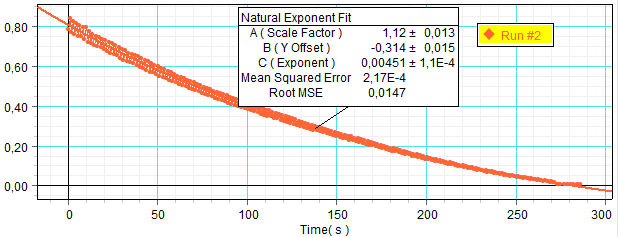 Natural Exponent Fit
A ( Scale Factor ) 1,12 ± 0,013
B ( Y Offset ) -0,314 ± 0,015
C ( Exponent ) 0,00451 ± 1,1E-4
Mean Squared Error 2,17E-4
Root MSE 0,0147
Run #2
0,80
0,60
0,40
0,20
0,00
0 50 100 150 200 250 300
Time( s )